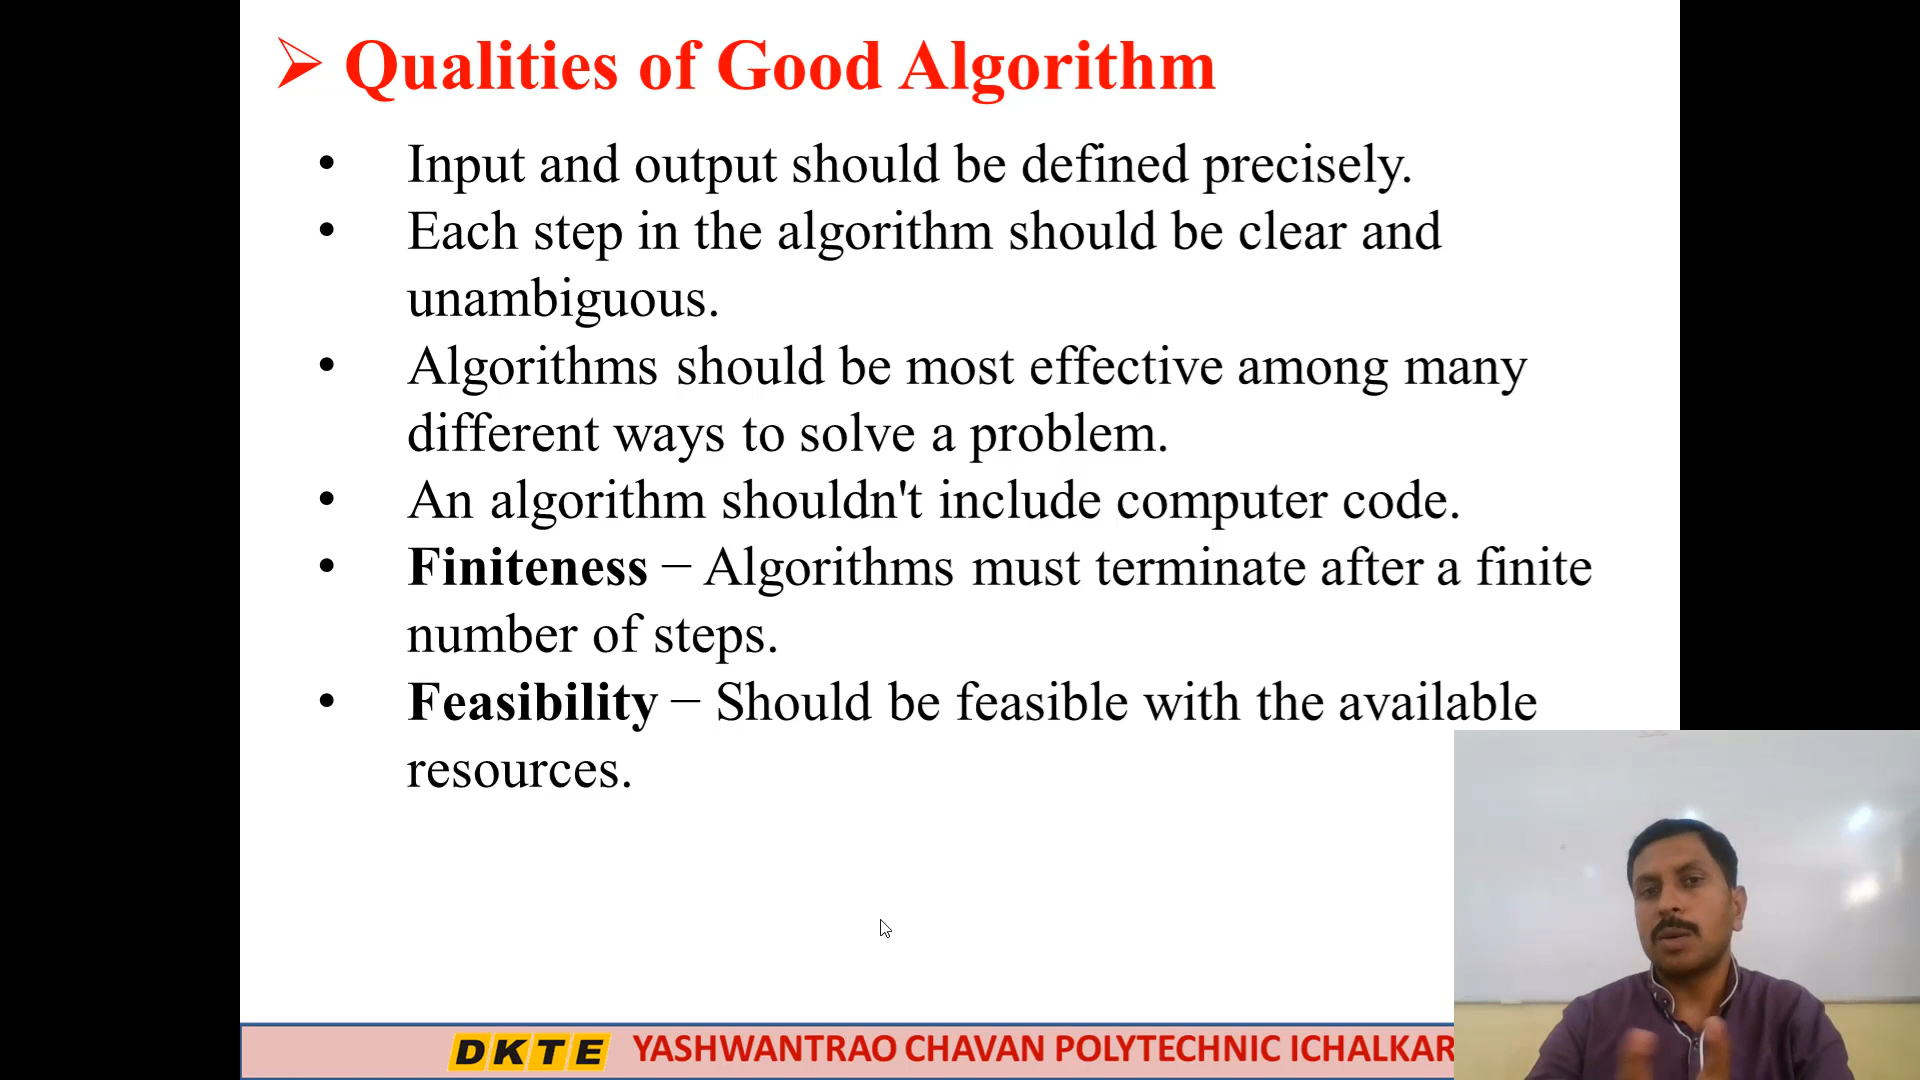 Qualities of Good Algorithm
• Input and output should be defined precisely.
• Each step in the algorithm should be clear and
unambiguous.
• Algorithms should be most effective among many
different ways to solve a problem.
• An algorithm shouldn't include computer code.
• Finiteness − Algorithms must terminate after a finite
number of steps.
• Feasibility − Should be feasible with the available
resources.
DKTE YASHWANTRAO CHAVAN POLYTECHNIC ICHALKAR